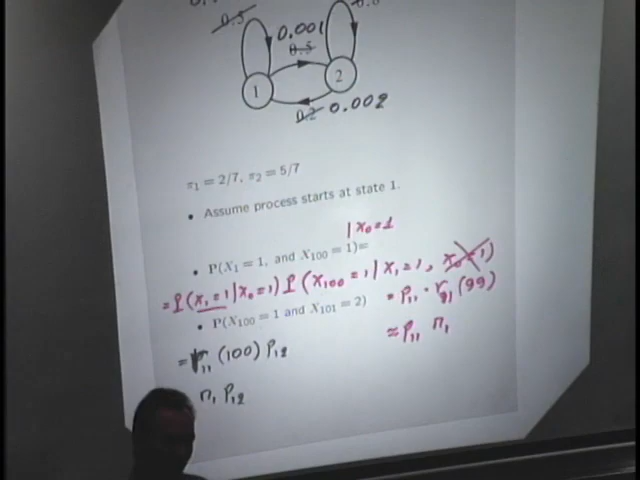 0.5
0.001
0.5
1
2
0.2 0.002
π₁ = 2/7, π₂ = 5/7
• Assume process starts at state 1.
| X₀=1
• P(X₁ = 1, and X₁₀₀ = 1)=
=P(X₁=1|X₀=1) P(X₁₀₀=1|X₁=1, X₀=1)
= P₁₁ · r₁₁(99)
• P(X₁₀₀ = 1 and X₁₀₁ = 2)
≈ P₁₁ π₁
= r₁₁(100) P₁₂
π₁ P₁₂